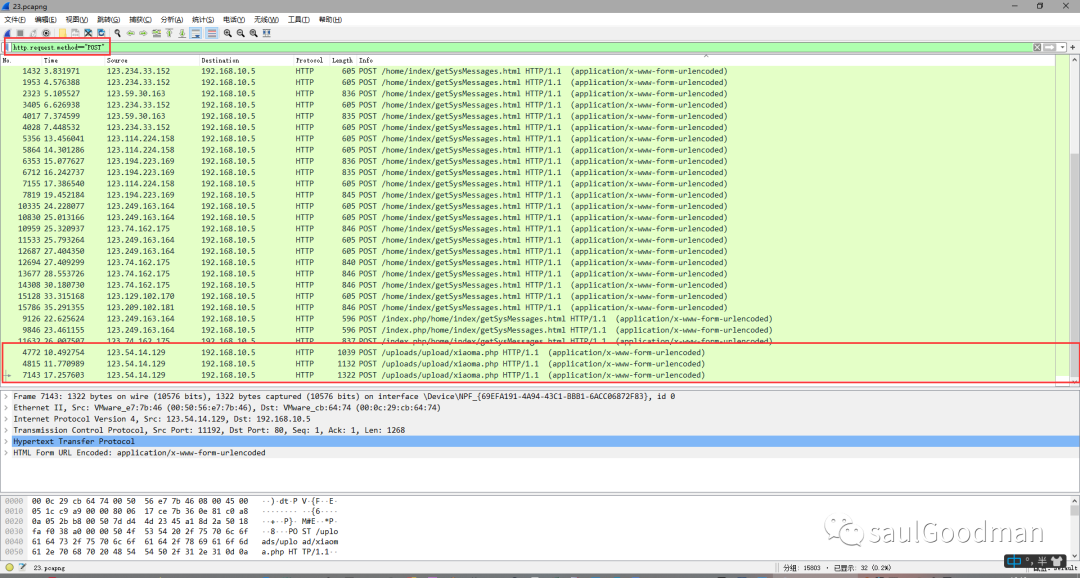 23.pcapng
文件(F) 编辑(E) 视图(V) 跳转(G) 捕获(C) 分析(A) 统计(S) 电话(Y) 无线(W) 工具(T) 帮助(H)
http.request.method=="POST"
No. Time Source Destination Protocol Length Info
1432 3.831971 123.234.33.152 192.168.10.5 HTTP 605 POST /home/index/getSysMessages.html HTTP/1.1 (application/x-www-form-urlencoded)
1953 4.576388 123.234.33.152 192.168.10.5 HTTP 605 POST /home/index/getSysMessages.html HTTP/1.1 (application/x-www-form-urlencoded)
2323 5.105527 123.59.30.163 192.168.10.5 HTTP 836 POST /home/index/getSysMessages.html HTTP/1.1 (application/x-www-form-urlencoded)
3405 6.626938 123.234.33.152 192.168.10.5 HTTP 605 POST /home/index/getSysMessages.html HTTP/1.1 (application/x-www-form-urlencoded)
4017 7.374599 123.59.30.163 192.168.10.5 HTTP 835 POST /home/index/getSysMessages.html HTTP/1.1 (application/x-www-form-urlencoded)
4028 7.448532 123.234.33.152 192.168.10.5 HTTP 605 POST /home/index/getSysMessages.html HTTP/1.1 (application/x-www-form-urlencoded)
5356 13.456041 123.114.224.158 192.168.10.5 HTTP 605 POST /home/index/getSysMessages.html HTTP/1.1 (application/x-www-form-urlencoded)
5864 14.301286 123.114.224.158 192.168.10.5 HTTP 605 POST /home/index/getSysMessages.html HTTP/1.1 (application/x-www-form-urlencoded)
6353 15.077627 123.194.223.169 192.168.10.5 HTTP 836 POST /home/index/getSysMessages.html HTTP/1.1 (application/x-www-form-urlencoded)
6712 16.242737 123.194.223.169 192.168.10.5 HTTP 835 POST /home/index/getSysMessages.html HTTP/1.1 (application/x-www-form-urlencoded)
7155 17.386540 123.114.224.158 192.168.10.5 HTTP 605 POST /home/index/getSysMessages.html HTTP/1.1 (application/x-www-form-urlencoded)
7819 19.452184 123.194.223.169 192.168.10.5 HTTP 845 POST /home/index/getSysMessages.html HTTP/1.1 (application/x-www-form-urlencoded)
10335 24.228077 123.249.163.164 192.168.10.5 HTTP 605 POST /home/index/getSysMessages.html HTTP/1.1 (application/x-www-form-urlencoded)
10830 25.013166 123.249.163.164 192.168.10.5 HTTP 605 POST /home/index/getSysMessages.html HTTP/1.1 (application/x-www-form-urlencoded)
10959 25.320937 123.74.162.175 192.168.10.5 HTTP 846 POST /home/index/getSysMessages.html HTTP/1.1 (application/x-www-form-urlencoded)
11533 25.793264 123.249.163.164 192.168.10.5 HTTP 605 POST /home/index/getSysMessages.html HTTP/1.1 (application/x-www-form-urlencoded)
12687 27.404350 123.249.163.164 192.168.10.5 HTTP 605 POST /home/index/getSysMessages.html HTTP/1.1 (application/x-www-form-urlencoded)
12694 27.409299 123.74.162.175 192.168.10.5 HTTP 840 POST /home/index/getSysMessages.html HTTP/1.1 (application/x-www-form-urlencoded)
13677 28.553726 123.74.162.175 192.168.10.5 HTTP 846 POST /home/index/getSysMessages.html HTTP/1.1 (application/x-www-form-urlencoded)
14308 30.180730 123.74.162.175 192.168.10.5 HTTP 846 POST /home/index/getSysMessages.html HTTP/1.1 (application/x-www-form-urlencoded)
15128 33.315168 123.129.102.170 192.168.10.5 HTTP 605 POST /home/index/getSysMessages.html HTTP/1.1 (application/x-www-form-urlencoded)
15786 35.291355 123.209.102.181 192.168.10.5 HTTP 846 POST /home/index/getSysMessages.html HTTP/1.1 (application/x-www-form-urlencoded)
9126 22.625624 123.249.163.164 192.168.10.5 HTTP 596 POST /index.php/home/index/getSysMessages.html HTTP/1.1 (application/x-www-form-urlencoded)
9846 23.461155 123.249.163.164 192.168.10.5 HTTP 596 POST /index.php/home/index/getSysMessages.html HTTP/1.1 (application/x-www-form-urlencoded)
11632 26.007507 123.74.162.175 192.168.10.5 HTTP 837 POST /index.php/home/index/getSysMessages.html HTTP/1.1 (application/x-www-form-urlencoded)
4772 10.492754 123.54.14.129 192.168.10.5 HTTP 1039 POST /uploads/upload/xiaoma.php HTTP/1.1 (application/x-www-form-urlencoded)
4815 11.770989 123.54.14.129 192.168.10.5 HTTP 1132 POST /uploads/upload/xiaoma.php HTTP/1.1 (application/x-www-form-urlencoded)
7143 17.257603 123.54.14.129 192.168.10.5 HTTP 1322 POST /uploads/upload/xiaoma.php HTTP/1.1 (application/x-www-form-urlencoded)
Frame 7143: 1322 bytes on wire (10576 bits), 1322 bytes captured (10576 bits) on interface \Device\NPF_{69EFA191-4A94-43C1-BBB1-6ACC06872F83}, id 0
Ethernet II, Src: VMware_e7:7b:46 (00:50:56:e7:7b:46), Dst: VMware_cb:64:74 (00:0c:29:cb:64:74)
Internet Protocol Version 4, Src: 123.54.14.129, Dst: 192.168.10.5
Transmission Control Protocol, Src Port: 11192, Dst Port: 80, Seq: 1, Ack: 1, Len: 1268
Hypertext Transfer Protocol
HTML Form URL Encoded: application/x-www-form-urlencoded
0000 00 0c 29 cb 64 74 00 50 56 e7 7b 46 08 00 45 00 ··)·dt·P V·{F··E·
0010 05 1c c9 a9 00 00 80 06 17 ce 7b 36 0e 81 c0 a8 ········ ··{6····
0020 0a 05 2b b8 00 50 7d d4 4d 23 45 a1 8d 2a 50 18 ··+··P}· M#E··*P·
0030 fa f0 38 a0 00 00 50 4f 53 54 20 2f 75 70 6c 6f ··8···PO ST /uplo
0040 61 64 73 2f 75 70 6c 6f 61 64 2f 78 69 61 6f 6d ads/uplo ad/xiaom
0050 61 2e 70 68 70 20 48 54 54 50 2f 31 2e 31 0d 0a a.php HT TP/1.1··
saulGoodman
中 °, 半
23.pcapng 分组: 15803 · 已显示: 32 (0.2%)